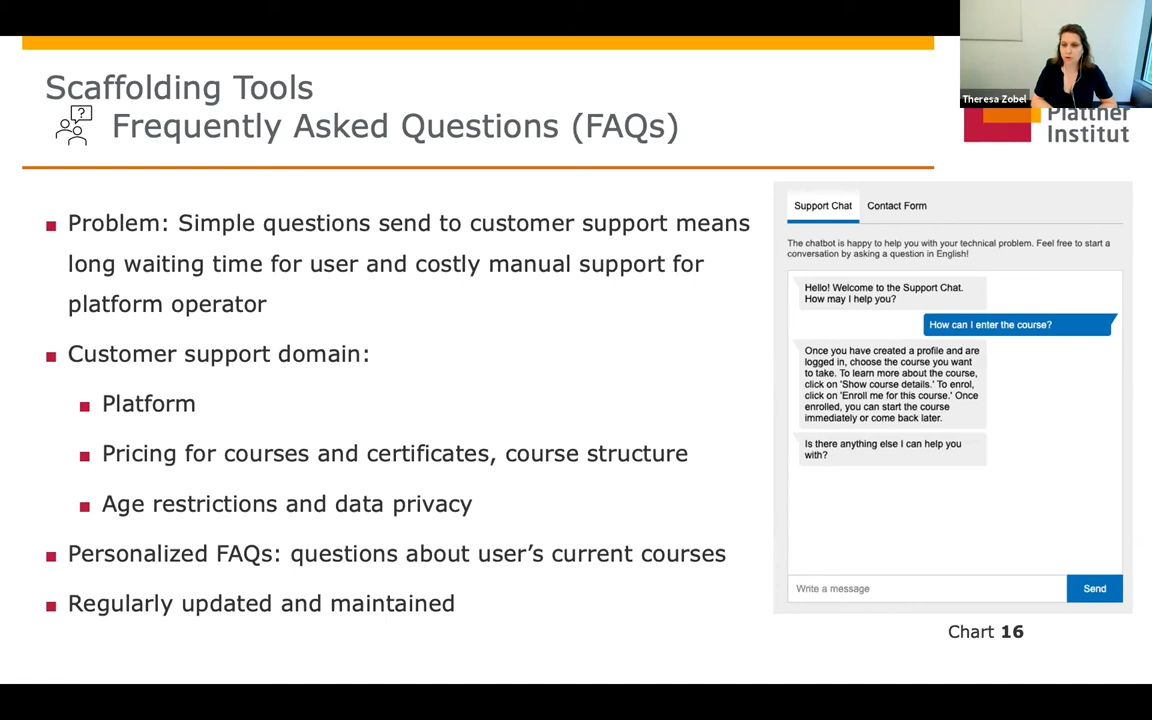 Scaffolding Tools
?
Frequently Asked Questions (FAQs)
Theresa Zobel
Plattner
Institut
Problem: Simple questions send to customer support means
long waiting time for user and costly manual support for
platform operator
Customer support domain:
Platform
Pricing for courses and certificates, course structure
Age restrictions and data privacy
Personalized FAQs: questions about user’s current courses
Regularly updated and maintained
Support Chat
Contact Form
The chatbot is happy to help you with your technical problem. Feel free to start a
conversation by asking a question in English!
Hello! Welcome to the Support Chat.
How may I help you?
How can I enter the course?
Once you have created a profile and are
logged in, choose the course you want
to take. To learn more about the course,
click on 'Show course details.' To enrol,
click on 'Enroll me for this course.' Once
enrolled, you can start the course
immediately or come back later.
Is there anything else I can help you
with?
Write a message
Send
Chart 16